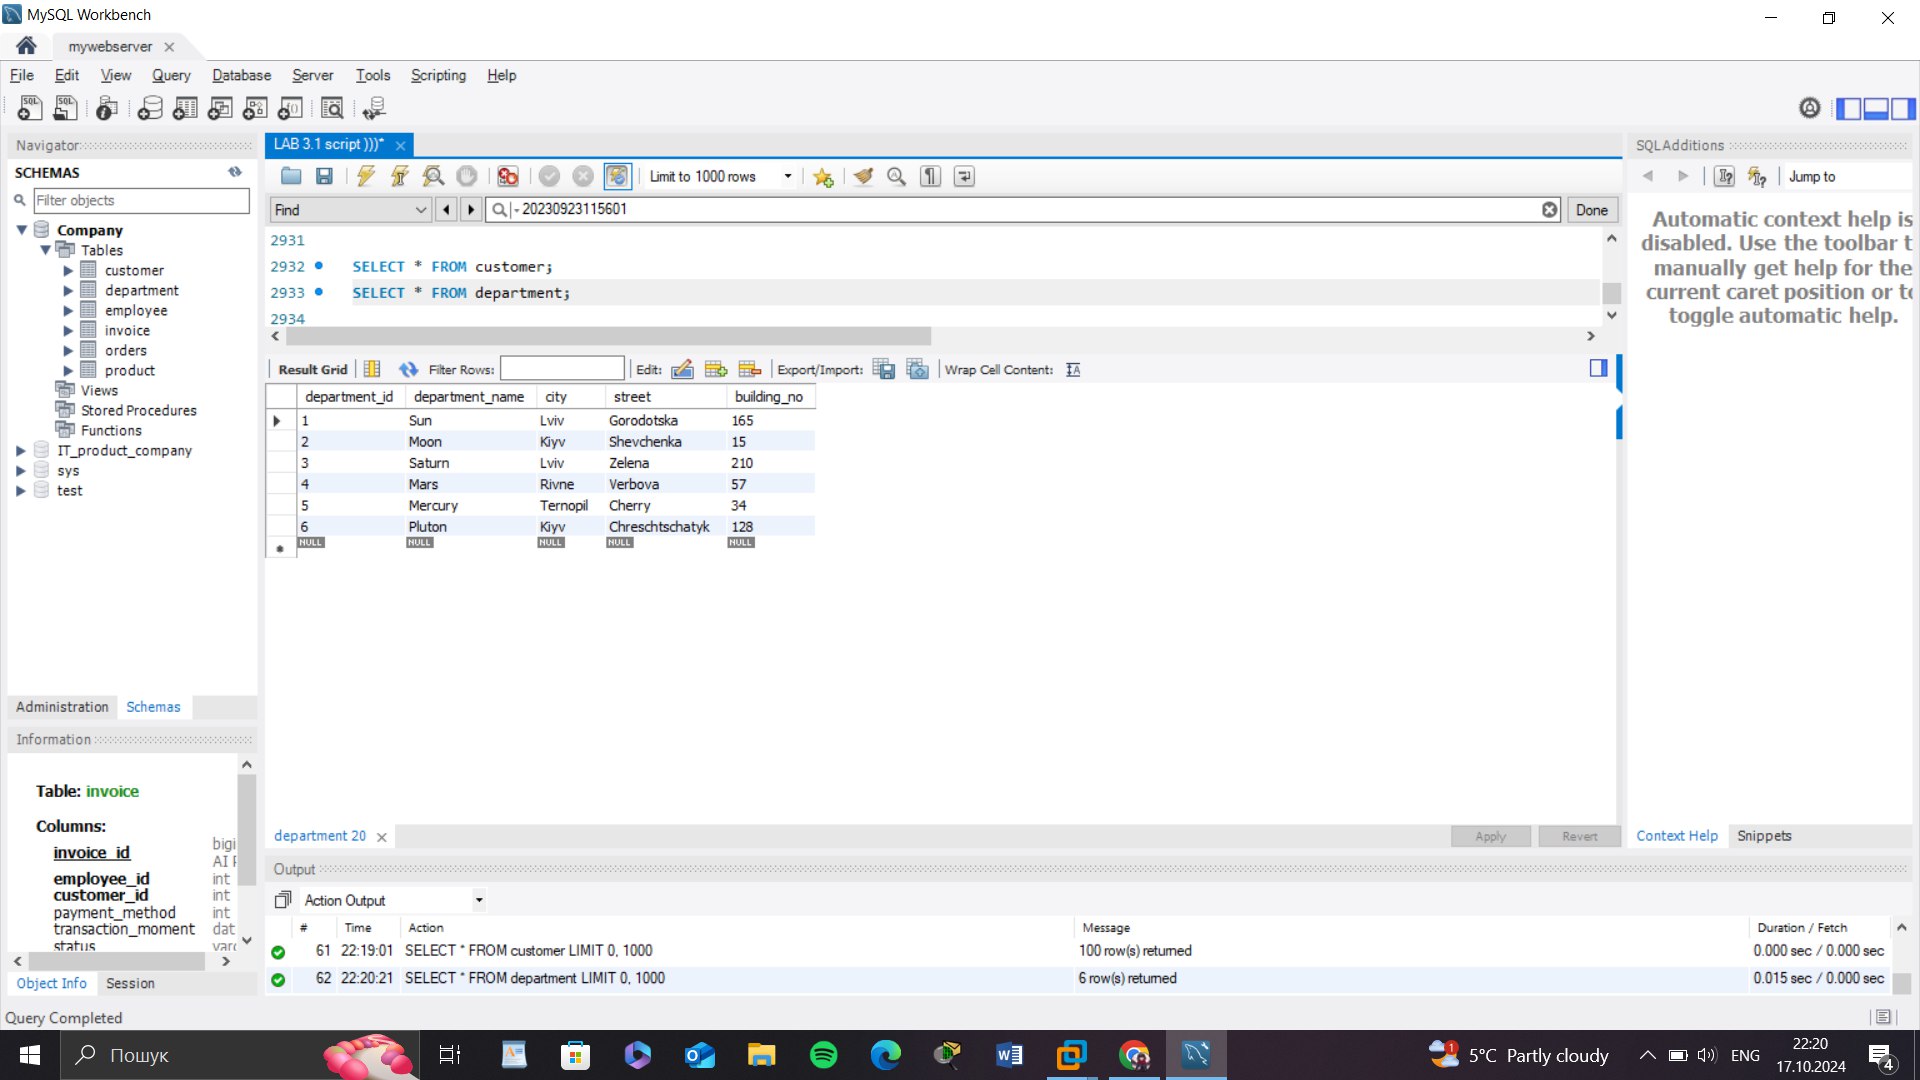 MySQL Workbench
mywebserver
File Edit View Query Database Server Tools Scripting Help
Navigator
SCHEMAS
Filter objects
Company
Tables
customer
department
employee
invoice
orders
product
Views
Stored Procedures
Functions
IT_product_company
sys
test
Administration Schemas
Information
Table: invoice
Columns:
invoice_id bigi
AI P
employee_id int
customer_id int
payment_method int
transaction_moment dat
status varc
Object Info Session
Query Completed
LAB 3.1 script )))*
Limit to 1000 rows
Find 20230923115601 Done
2931
2932 SELECT * FROM customer;
2933 SELECT * FROM department;
2934
Result Grid Filter Rows: Edit: Export/Import: Wrap Cell Content:
department_id department_name city street building_no
1 Sun Lviv Gorodotska 165
2 Moon Kiyv Shevchenka 15
3 Saturn Lviv Zelena 210
4 Mars Rivne Verbova 57
5 Mercury Ternopil Cherry 34
6 Pluton Kiyv Chreschtschatyk 128
NULL NULL NULL NULL NULL
department 20
Apply Revert
Output
Action Output
# Time Action Message Duration / Fetch
61 22:19:01 SELECT * FROM customer LIMIT 0, 1000 100 row(s) returned 0.000 sec / 0.000 sec
62 22:20:21 SELECT * FROM department LIMIT 0, 1000 6 row(s) returned 0.015 sec / 0.000 sec
SQLAdditions
Jump to
Automatic context help is
disabled. Use the toolbar t
manually get help for the
current caret position or to
toggle automatic help.
Context Help Snippets
Пошук
5°C Partly cloudy
ENG
22:20
17.10.2024
4